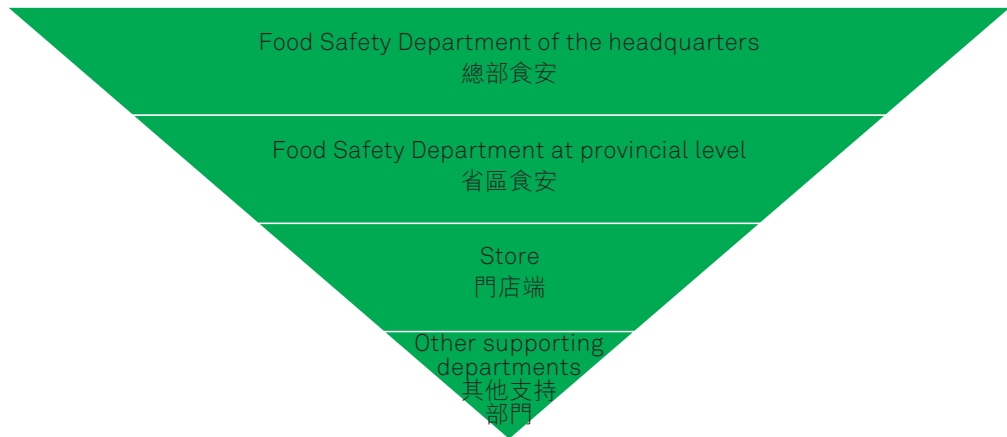 Food Safety Department of the headquarters
總部食安
Food Safety Department at provincial level
省區食安
Store
門店端
Other supporting
departments
其他支持
部門